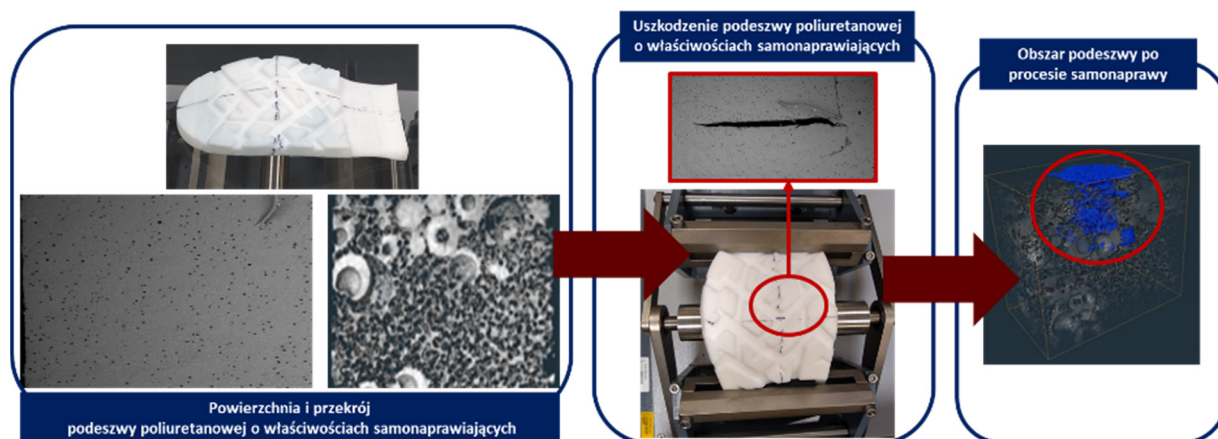 Powierzchnia i przekrój
podeszwy poliuretanowej o właściwościach samonaprawiających
Uszkodzenie podeszwy poliuretanowej
o właściwościach samonaprawiających
Obszar podeszwy po
procesie samonaprawy